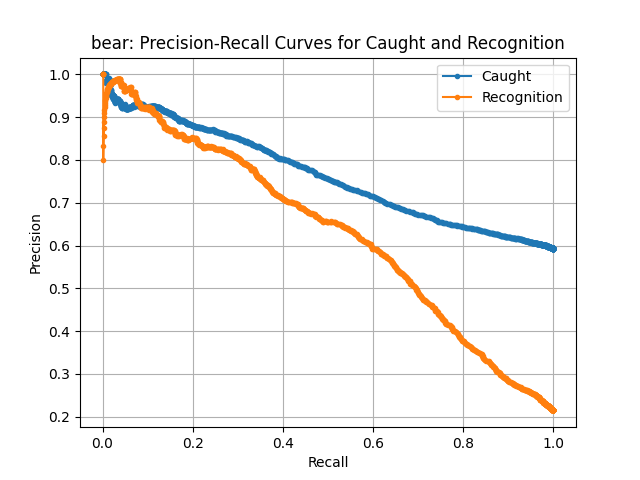 bear: Precision-Recall Curves for Caught and Recognition
Caught
Recognition
Precision
1.0
0.9
0.8
0.7
0.6
0.5
0.4
0.3
0.2
0.0 0.2 0.4 0.6 0.8 1.0
Recall